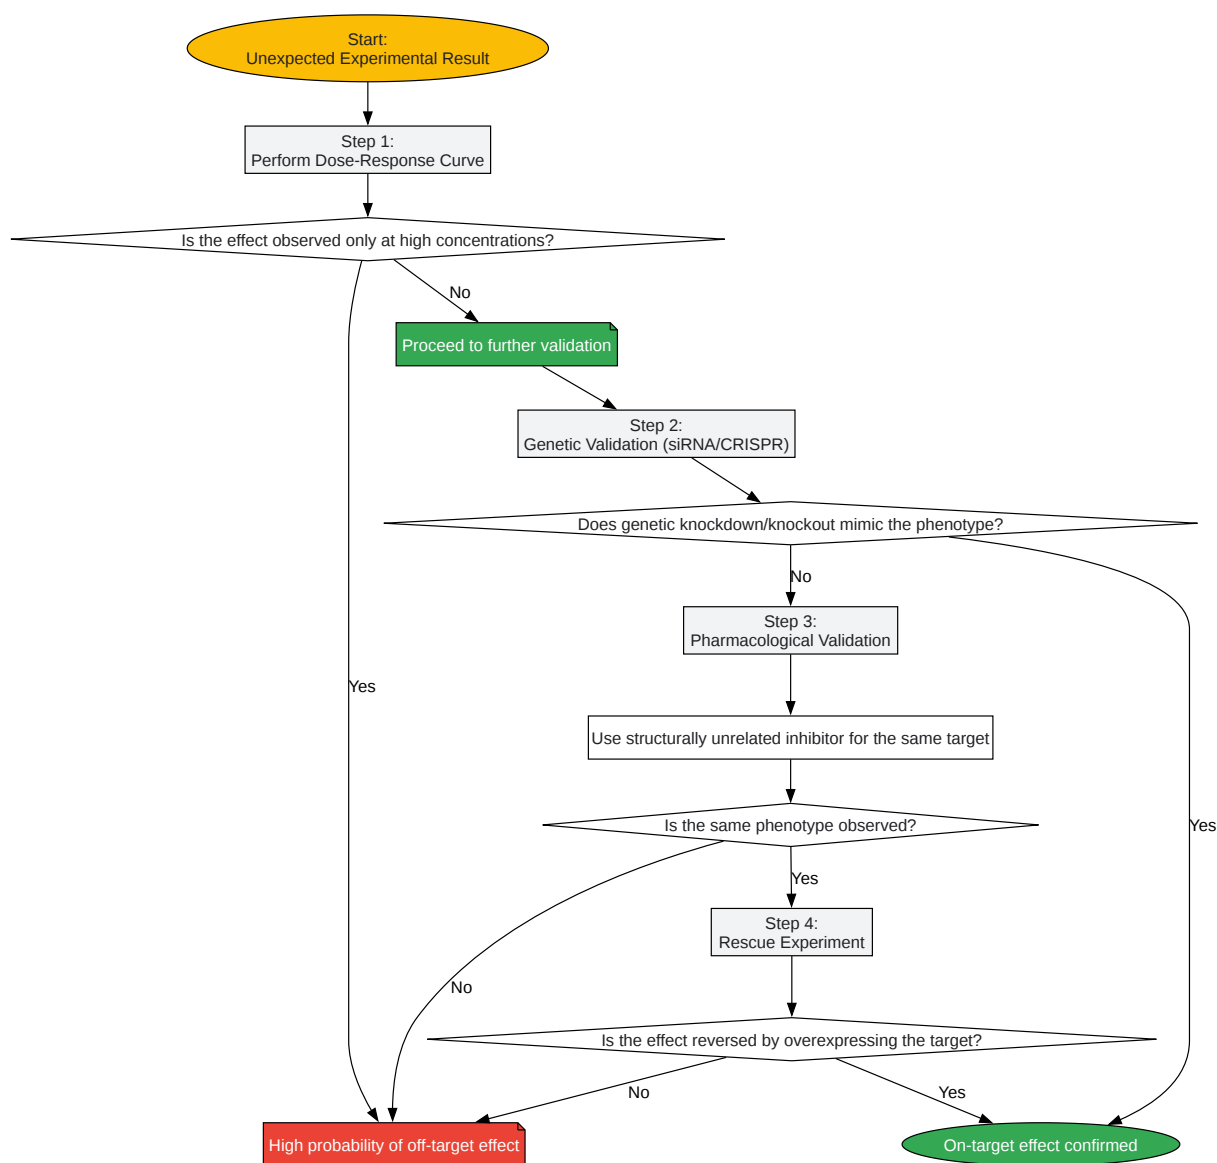 Start:
Unexpected Experimental Result
Step 1:
Perform Dose-Response Curve
Is the effect observed only at high concentrations?
No
Proceed to further validation
Step 2:
Genetic Validation (siRNA/CRISPR)
Does genetic knockdown/knockout mimic the phenotype?
No
Step 3:
Pharmacological Validation
Yes
Use structurally unrelated inhibitor for the same target
Is the same phenotype observed?
Yes
Yes
Step 4:
Rescue Experiment
No
Is the effect reversed by overexpressing the target?
No
Yes
High probability of off-target effect
On-target effect confirmed